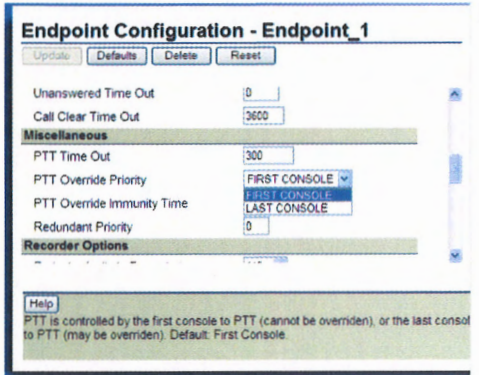 Endpoint Configuration - Endpoint_1
Update Defaults Delete Reset
Unanswered Time Out 0
Call Clear Time Out 3600
Miscellaneous
PTT Time Out 300
PTT Override Priority FIRST CONSOLE
FIRST CONSOLE
PTT Override Immunity Time LAST CONSOLE
Redundant Priority 0
Recorder Options
Help
PTT is controlled by the first console to PTT (cannot be overriden), or the last consol
to PTT (may be overriden). Default: First Console.